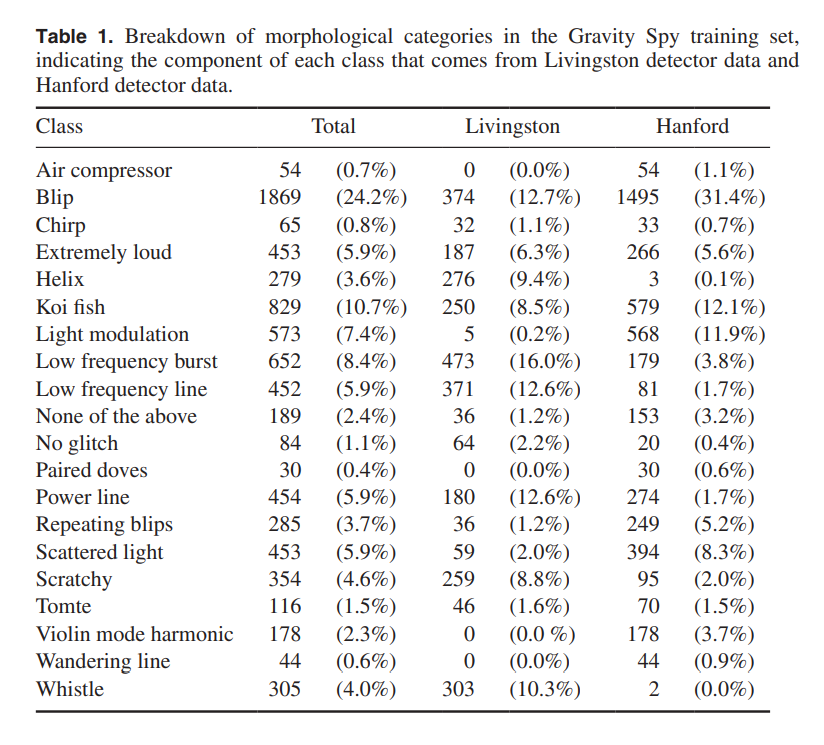 Table 1. Breakdown of morphological categories in the Gravity Spy training set,
indicating the component of each class that comes from Livingston detector data and
Hanford detector data.
Class Total Livingston Hanford
Air compressor 54 (0.7%) 0 (0.0%) 54 (1.1%)
Blip 1869 (24.2%) 374 (12.7%) 1495 (31.4%)
Chirp 65 (0.8%) 32 (1.1%) 33 (0.7%)
Extremely loud 453 (5.9%) 187 (6.3%) 266 (5.6%)
Helix 279 (3.6%) 276 (9.4%) 3 (0.1%)
Koi fish 829 (10.7%) 250 (8.5%) 579 (12.1%)
Light modulation 573 (7.4%) 5 (0.2%) 568 (11.9%)
Low frequency burst 652 (8.4%) 473 (16.0%) 179 (3.8%)
Low frequency line 452 (5.9%) 371 (12.6%) 81 (1.7%)
None of the above 189 (2.4%) 36 (1.2%) 153 (3.2%)
No glitch 84 (1.1%) 64 (2.2%) 20 (0.4%)
Paired doves 30 (0.4%) 0 (0.0%) 30 (0.6%)
Power line 454 (5.9%) 180 (12.6%) 274 (1.7%)
Repeating blips 285 (3.7%) 36 (1.2%) 249 (5.2%)
Scattered light 453 (5.9%) 59 (2.0%) 394 (8.3%)
Scratchy 354 (4.6%) 259 (8.8%) 95 (2.0%)
Tomte 116 (1.5%) 46 (1.6%) 70 (1.5%)
Violin mode harmonic 178 (2.3%) 0 (0.0 %) 178 (3.7%)
Wandering line 44 (0.6%) 0 (0.0%) 44 (0.9%)
Whistle 305 (4.0%) 303 (10.3%) 2 (0.0%)